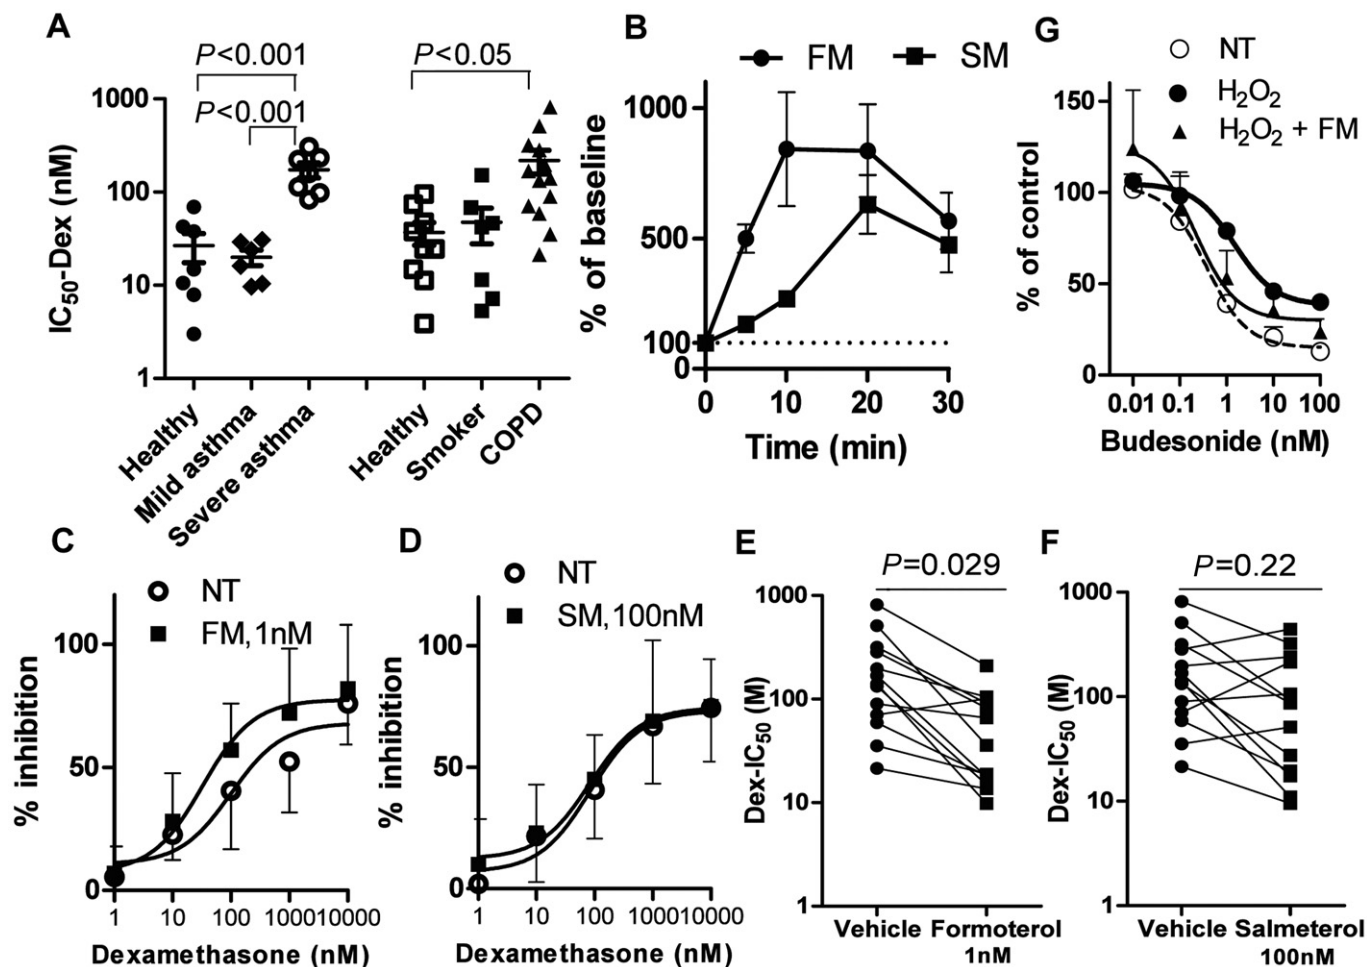 A
P<0.001
P<0.001
P<0.05
IC50-Dex (nM)
1000
100
10
1
Healthy
Mild asthma
Severe asthma
Healthy
Smoker
COPD
B
FM
SM
% of baseline
1000
500
100
0
0 10 20 30
Time (min)
G
NT
H2O2
H2O2 + FM
% of control
150
100
50
0
0.01 0.1 1 10 100
Budesonide (nM)
C
NT
FM,1nM
% inhibition
100
50
0
1 10 100 1000 10000
Dexamethasone (nM)
D
NT
SM,100nM
% inhibition
100
50
0
1 10 100 1000 10000
Dexamethasone (nM)
E
P=0.029
Dex-IC50 (M)
1000
100
10
1
Vehicle Formoterol
1nM
F
P=0.22
Dex-IC50 (M)
1000
100
10
1
Vehicle Salmeterol
100nM